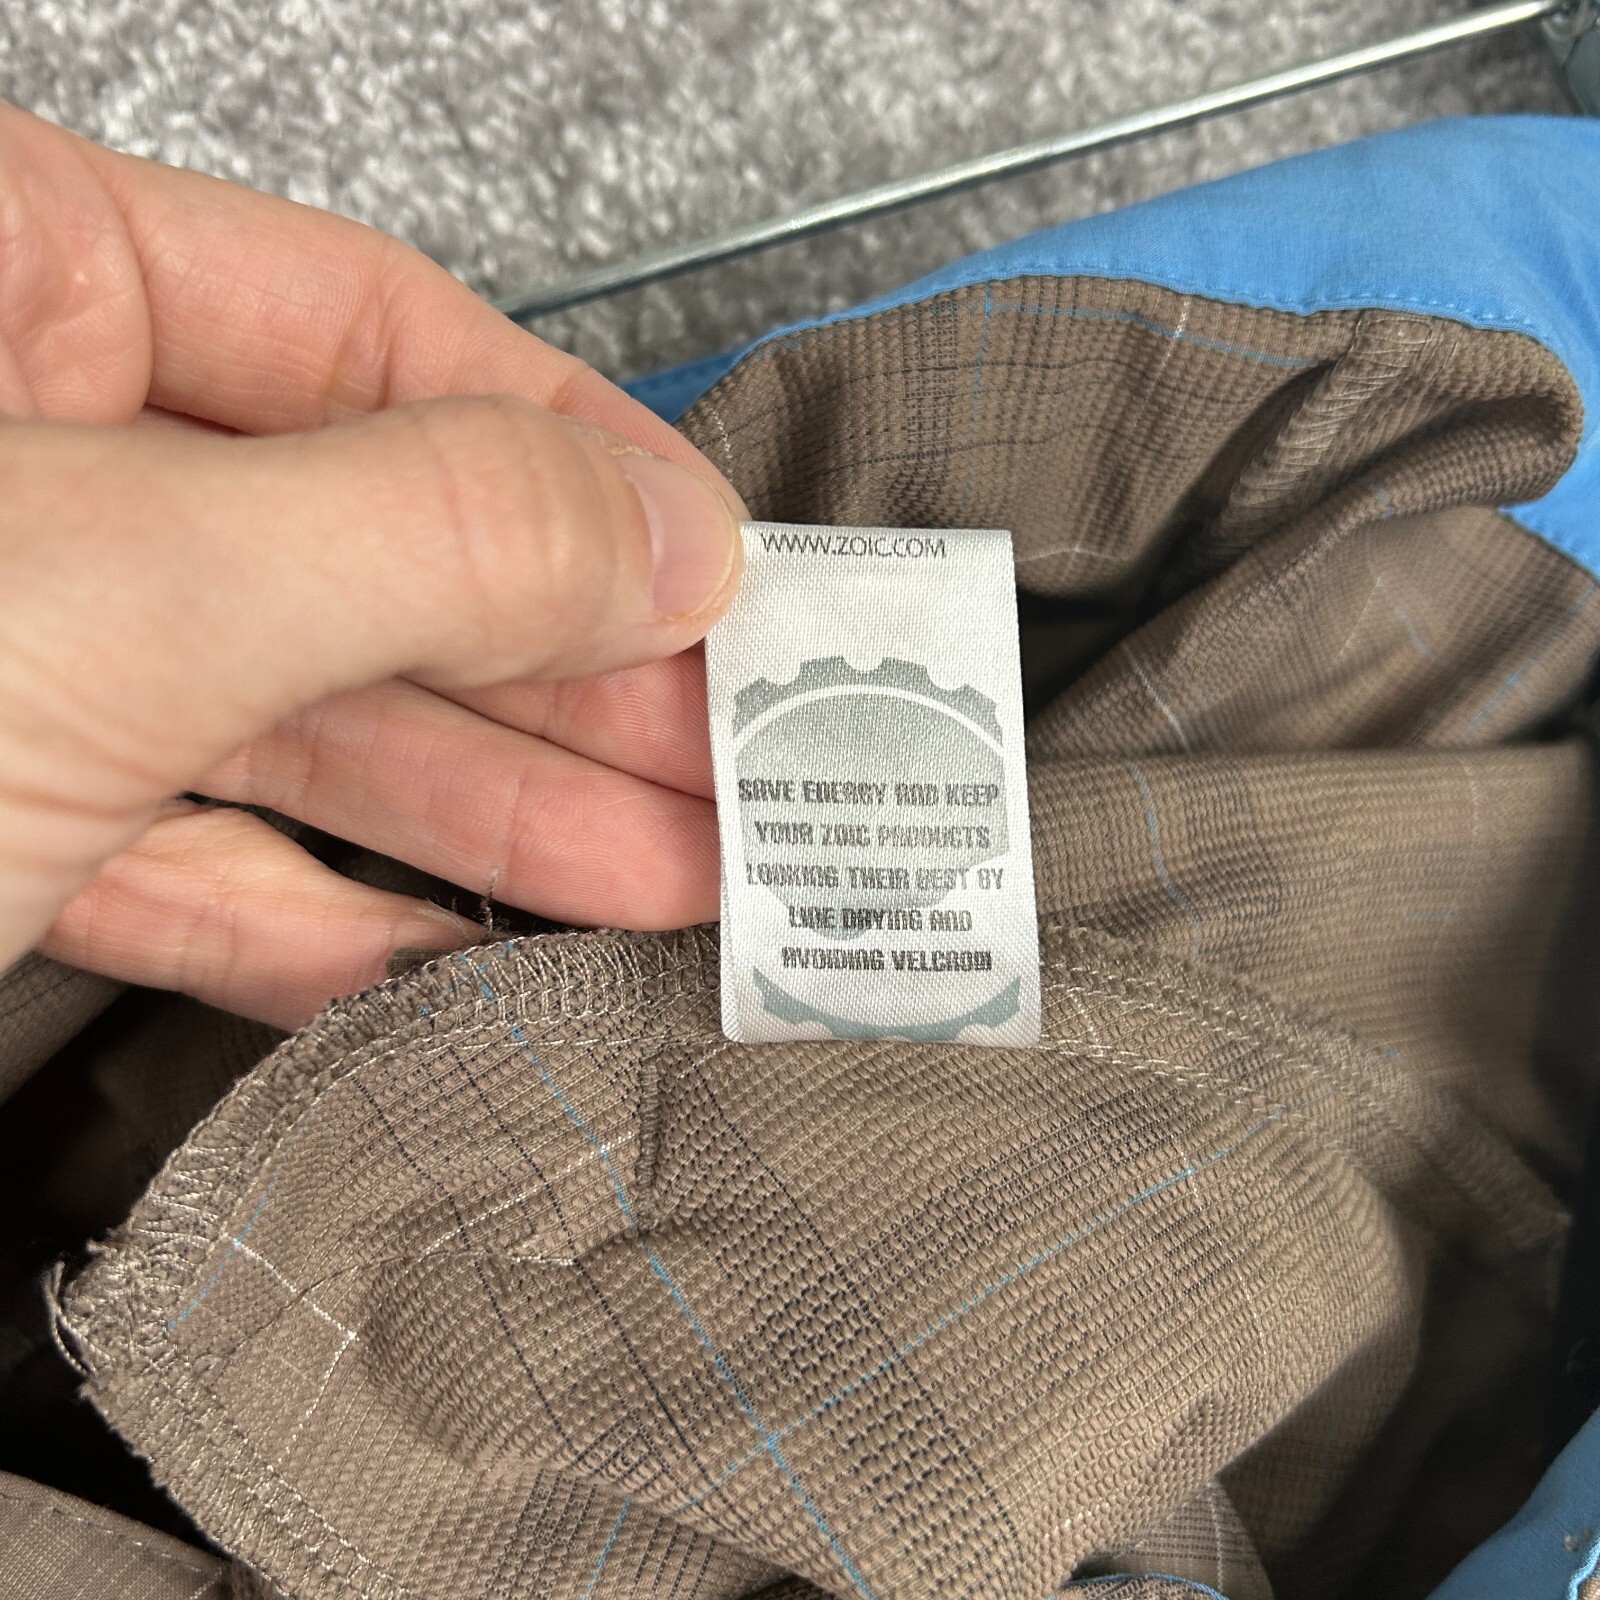 WWW.ZOIC.COM
SAVE ENERGY AND KEEP
YOUR ZOIC PRODUCTS
LOOKING THEIR BEST BY
LINE DRYING AND
AVOIDING VELCRO!!!